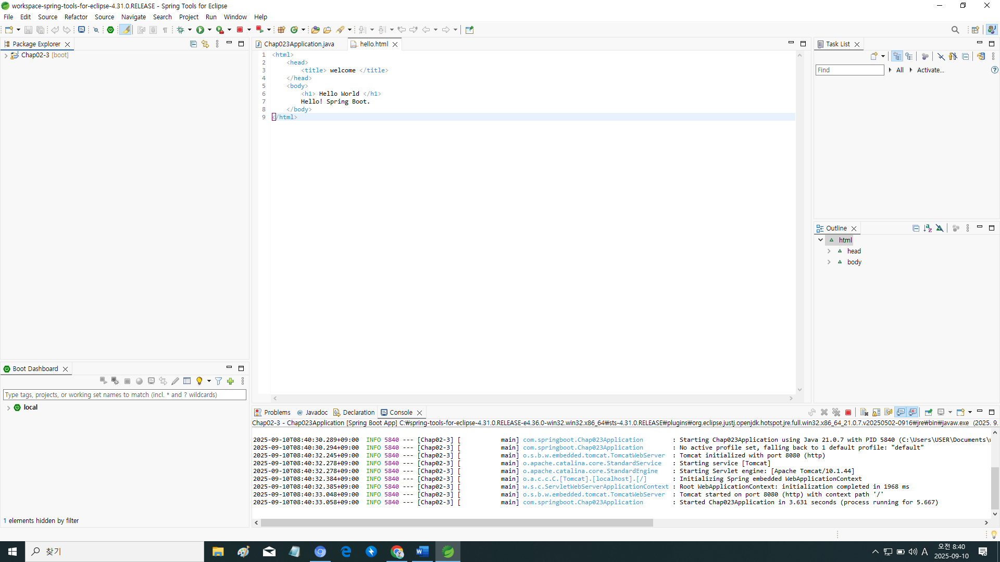 workspace-spring-tools-for-eclipse-4.31.0.RELEASE - Spring Tools for Eclipse
File Edit Source Refactor Source Navigate Search Project Run Window Help
Package Explorer
Chap02-3 [boot]
Chap023Application.java
hello.html
1 <html>
2 <head>
3 <title> welcome </title>
4 </head>
5 <body>
6 <h1> Hello World </h1>
7 Hello! Spring Boot.
8 </body>
9 </html>
Task List
Find
All
Activate...
Outline
html
head
body
Boot Dashboard
Type tags, projects, or working set names to match (incl. * and ? wildcards)
local
1 elements hidden by filter
Problems
@ Javadoc
Declaration
Console
Chap02-3 - Chap023Application [Spring Boot App] C:₩spring-tools-for-eclipse-4.31.0.RELEASE-e4.36.0-win32.win32.x86_64₩sts-4.31.0.RELEASE₩plugins₩org.eclipse.justj.openjdk.hotspot.jre.full.win32.x86_64_21.0.7.v20250502-0916₩jre₩bin₩javaw.exe (2025. 9.
2025-09-10T08:40:30.289+09:00 INFO 5840 --- [Chap02-3] [ main] com.springboot.Chap023Application : Starting Chap023Application using Java 21.0.7 with PID 5840 (C:\Users\USER\Documents\
2025-09-10T08:40:30.294+09:00 INFO 5840 --- [Chap02-3] [ main] com.springboot.Chap023Application : No active profile set, falling back to 1 default profile: "default"
2025-09-10T08:40:32.245+09:00 INFO 5840 --- [Chap02-3] [ main] o.s.b.w.embedded.tomcat.TomcatWebServer : Tomcat initialized with port 8080 (http)
2025-09-10T08:40:32.278+09:00 INFO 5840 --- [Chap02-3] [ main] o.apache.catalina.core.StandardService : Starting service [Tomcat]
2025-09-10T08:40:32.278+09:00 INFO 5840 --- [Chap02-3] [ main] o.apache.catalina.core.StandardEngine : Starting Servlet engine: [Apache Tomcat/10.1.44]
2025-09-10T08:40:32.384+09:00 INFO 5840 --- [Chap02-3] [ main] o.a.c.c.C.[Tomcat].[localhost].[/] : Initializing Spring embedded WebApplicationContext
2025-09-10T08:40:32.385+09:00 INFO 5840 --- [Chap02-3] [ main] w.s.c.ServletWebServerApplicationContext : Root WebApplicationContext: initialization completed in 1968 ms
2025-09-10T08:40:33.048+09:00 INFO 5840 --- [Chap02-3] [ main] o.s.b.w.embedded.tomcat.TomcatWebServer : Tomcat started on port 8080 (http) with context path '/'
2025-09-10T08:40:33.058+09:00 INFO 5840 --- [Chap02-3] [ main] com.springboot.Chap023Application : Started Chap023Application in 3.631 seconds (process running for 5.667)
찾기
A
오전 8:40
2025-09-10